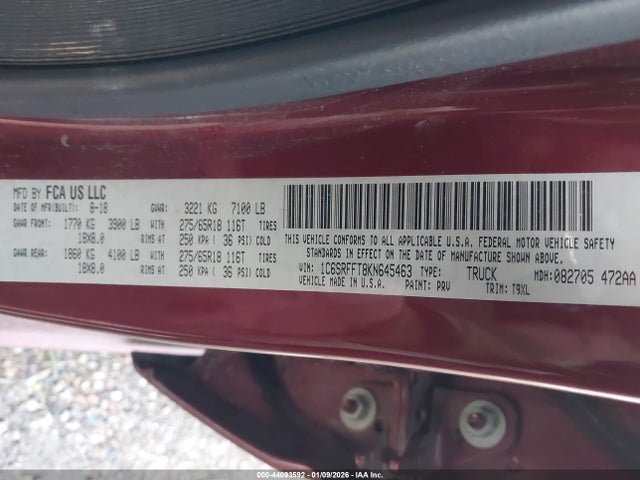 MFD BY FCA US LLC
DATE OF MFR(BUILT): 8-18 GVWR: 3221 KG 7100 LB
GAWR FRONT: 1770 KG 3900 LB 275/65R18 116T TIRES
18X8.0 RIMS AT 250 KPA ( 36 PSI) COLD
GAWR REAR: 1860 KG 4100 LB 275/65R18 116T TIRES
18X8.0 RIMS AT 250 KPA ( 36 PSI) COLD
THIS VEHICLE CONFORMS TO ALL APPLICABLE U.S.A. FEDERAL MOTOR VEHICLE SAFETY
STANDARDS IN EFFECT ON THE DATE OF MANUFACTURE SHOWN ABOVE.
VIN: 1C6SRFFT8KN645463 TYPE: TRUCK MDH: 082705 472AA
VEHICLE MADE IN U.S.A. PAINT: PRV TRIM: T9XL
000-44093592 - 01/09/2026 - IAA Inc.